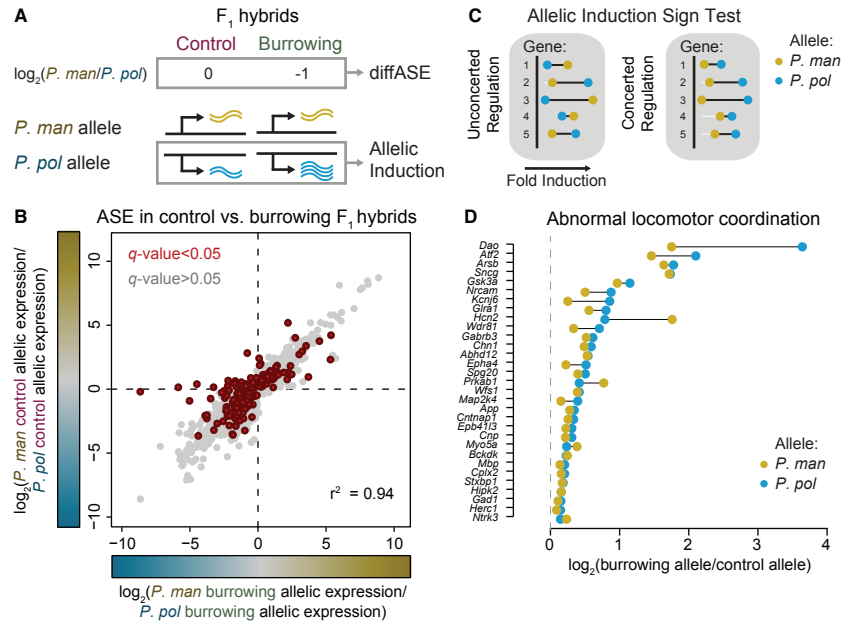 A
F1 hybrids
Control Burrowing
log2(P. man/P. pol) 0 -1 diffASE
P. man allele
P. pol allele
Allelic
Induction
B
ASE in control vs. burrowing F1 hybrids
q-value<0.05
q-value>0.05
r2 = 0.94
10
5
0
−5
−10
−10 −5 0 5 10
log2(P. man control allelic expression/
P. pol control allelic expression)
log2(P. man burrowing allelic expression/
P. pol burrowing allelic expression)
C
Allelic Induction Sign Test
Unconcerted
Regulation
Gene:
1
2
3
4
5
Fold Induction
Concerted
Regulation
Gene:
1
2
3
4
5
Allele:
P. man
P. pol
D
Abnormal locomotor coordination
Dao
Atf2
Arsb
Sncg
Gsk3a
Nrcam
Kcnj6
Glra1
Hcn2
Wdr81
Gabrb3
Chn1
Abhd12
Epha4
Spg20
Prkab1
Wfs1
Map2k4
App
Cntnap1
Epb41l3
Cnp
Myo5a
Bckdk
Mbp
Cplx2
Stxbp1
Hipk2
Gad1
Herc1
Ntrk3
Allele:
P. man
P. pol
0 1 2 3 4
log2(burrowing allele/control allele)